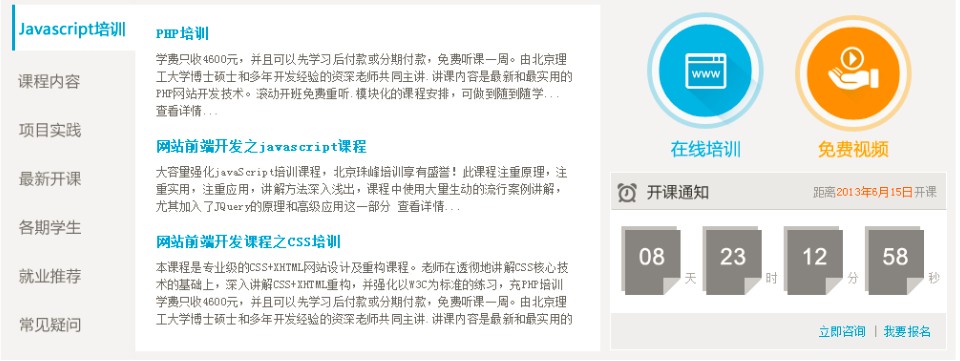 Javascript培训
课程内容
项目实践
最新开课
各期学生
就业推荐
常见疑问
PHP培训
学费只收4600元，并且可以先学习后付款或分期付款，免费听课一周。由北京理
工大学博士硕士和多年开发经验的资深老师共同主讲.讲课内容是最新和最实用的
PHP网站开发技术。滚动开班免费重听.模块化的课程安排，可做到随到随学...
查看详情...
网站前端开发之javascript课程
大容量强化javaScript培训课程，北京珠峰培训享有盛誉！此课程注重原理，注
重实用，注重应用，讲解方法深入浅出，课程中使用大量生动的流行案例讲解，
尤其加入了JQuery的原理和高级应用这一部分 查看详情...
网站前端开发课程之CSS培训
本课程是专业级的CSS+XHTML网站设计及重构课程。老师在透彻地讲解CSS核心技
术的基础上，深入讲解CSS+XHTML重构，并强化以W3C为标准的练习，充PHP培训
学费只收4600元，并且可以先学习后付款或分期付款，免费听课一周。由北京理
工大学博士硕士和多年开发经验的资深老师共同主讲.讲课内容是最新和最实用的
www
在线培训
免费视频
开课通知
距离2013年6月15日开课
08 天 23 时 12 分 58 秒
立即咨询 | 我要报名